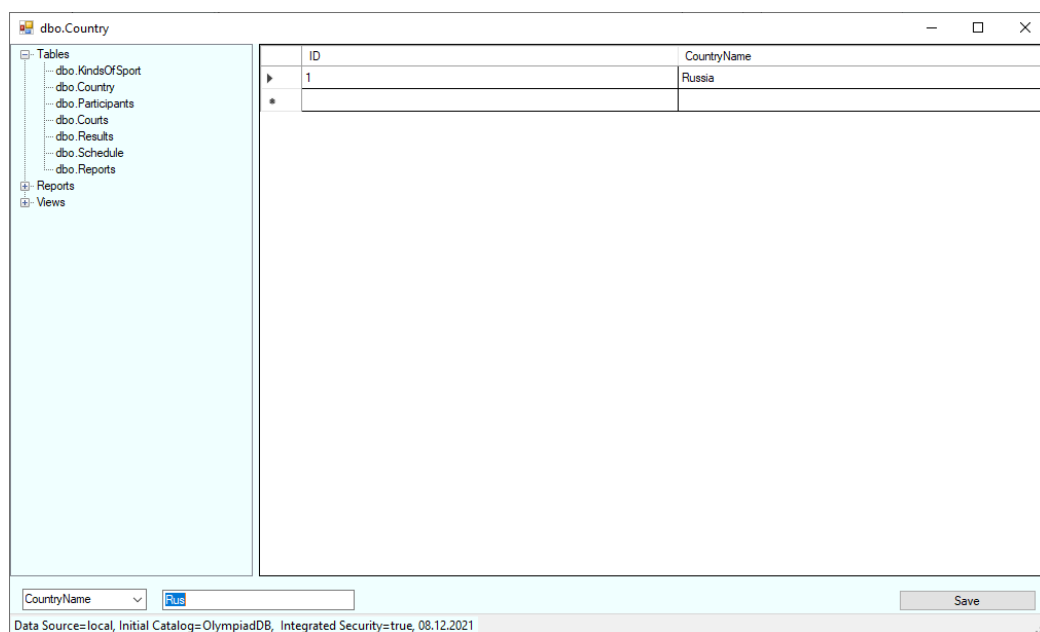 dbo.Country
Tables
dbo.KindsOfSport
dbo.Country
dbo.Participants
dbo.Courts
dbo.Results
dbo.Schedule
dbo.Reports
Reports
Views
ID CountryName
1 Russia
CountryName Rus Save
Data Source=local, Initial Catalog=OlympiadDB, Integrated Security=true, 08.12.2021